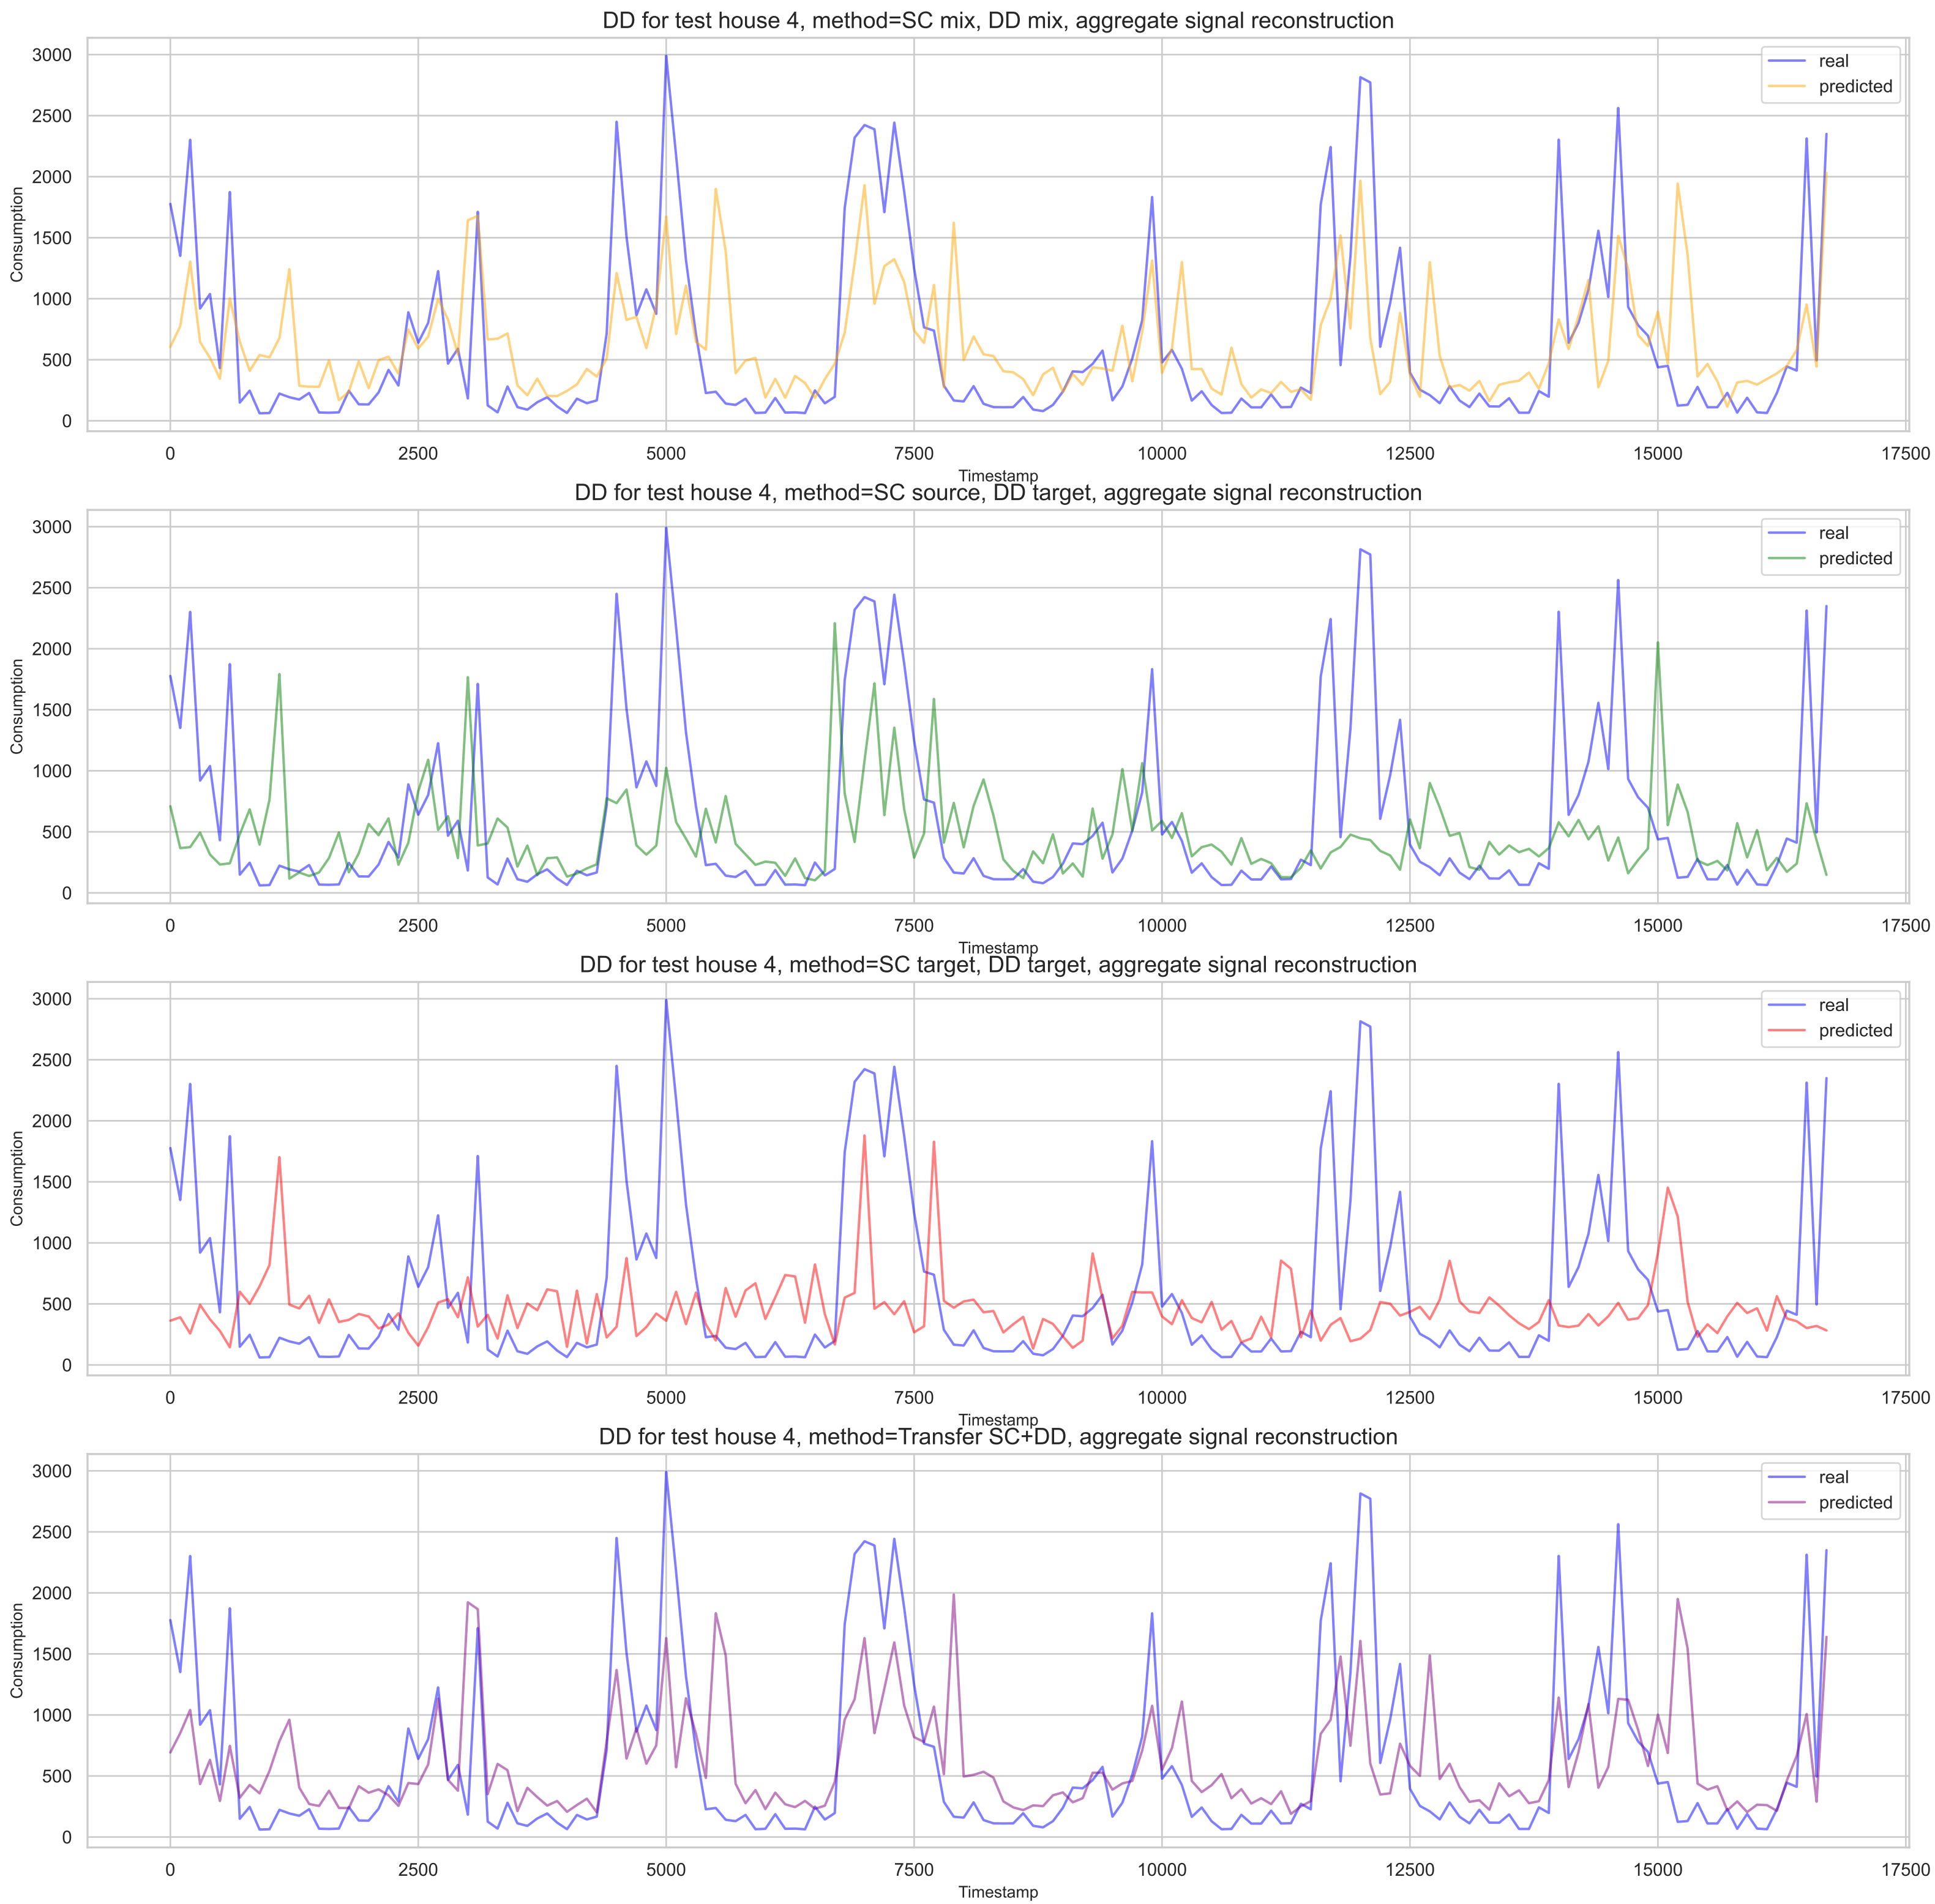 DD for test house 4, method=SC mix, DD mix, aggregate signal reconstruction
3000
2500
2000
1500
1000
500
0
Consumption
real
predicted
0 2500 5000 7500 10000 12500 15000 17500
Timestamp
DD for test house 4, method=SC source, DD target, aggregate signal reconstruction
3000
2500
2000
1500
1000
500
0
Consumption
real
predicted
0 2500 5000 7500 10000 12500 15000 17500
Timestamp
DD for test house 4, method=SC target, DD target, aggregate signal reconstruction
3000
2500
2000
1500
1000
500
0
Consumption
real
predicted
0 2500 5000 7500 10000 12500 15000 17500
Timestamp
DD for test house 4, method=Transfer SC+DD, aggregate signal reconstruction
3000
2500
2000
1500
1000
500
0
Consumption
real
predicted
0 2500 5000 7500 10000 12500 15000 17500
Timestamp